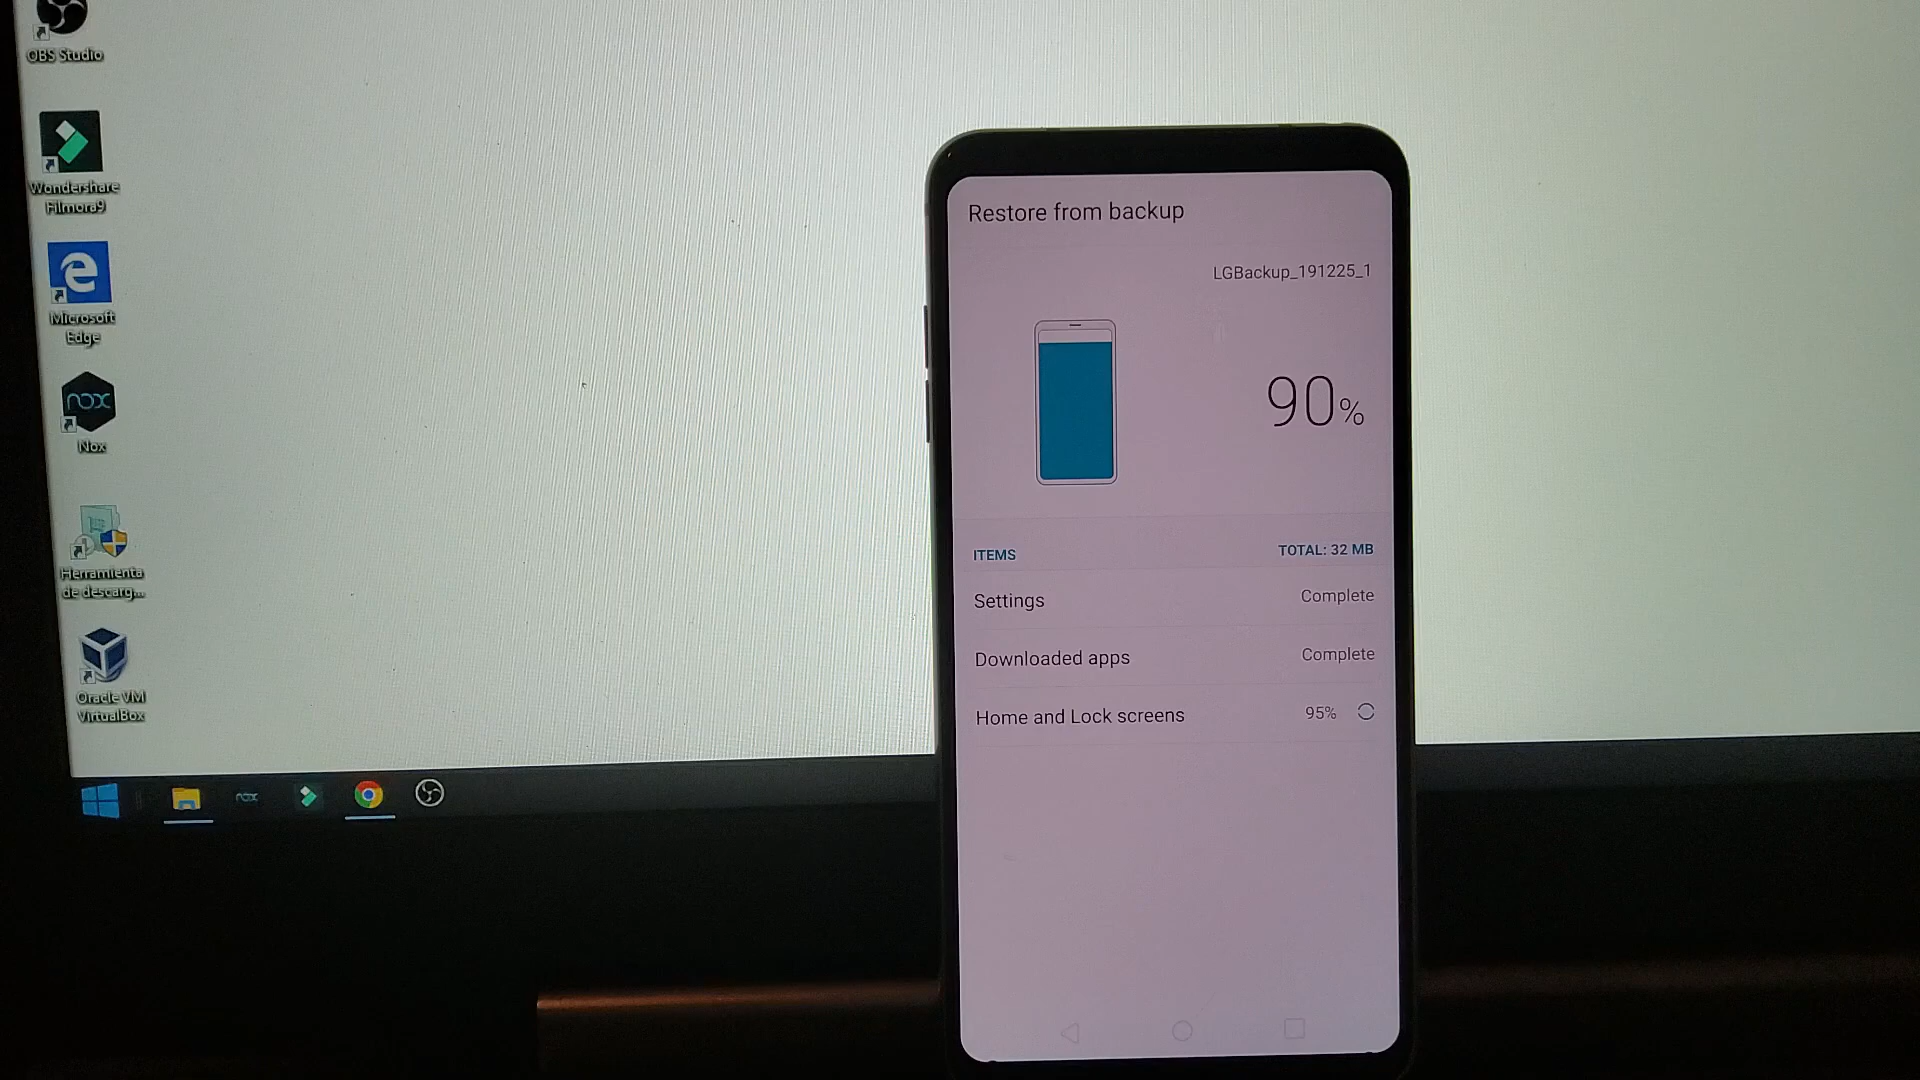 OBS Studio
Wondershare
Filmora9
Microsoft
Edge
nox
Nox
Herramienta
de descarg...
Oracle VM
VirtualBox
nox
Restore from backup
LGBackup_191225_1
90%
ITEMS
TOTAL: 32 MB
Settings
Complete
Downloaded apps
Complete
Home and Lock screens
95%